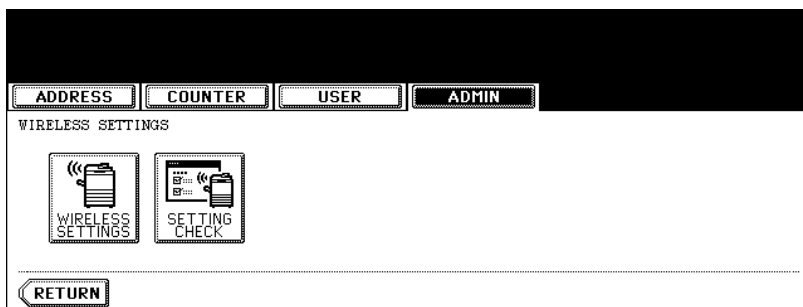 ADDRESS COUNTER USER ADMIN
WIRELESS SETTINGS
WIRELESS SETTINGS
SETTING CHECK
RETURN